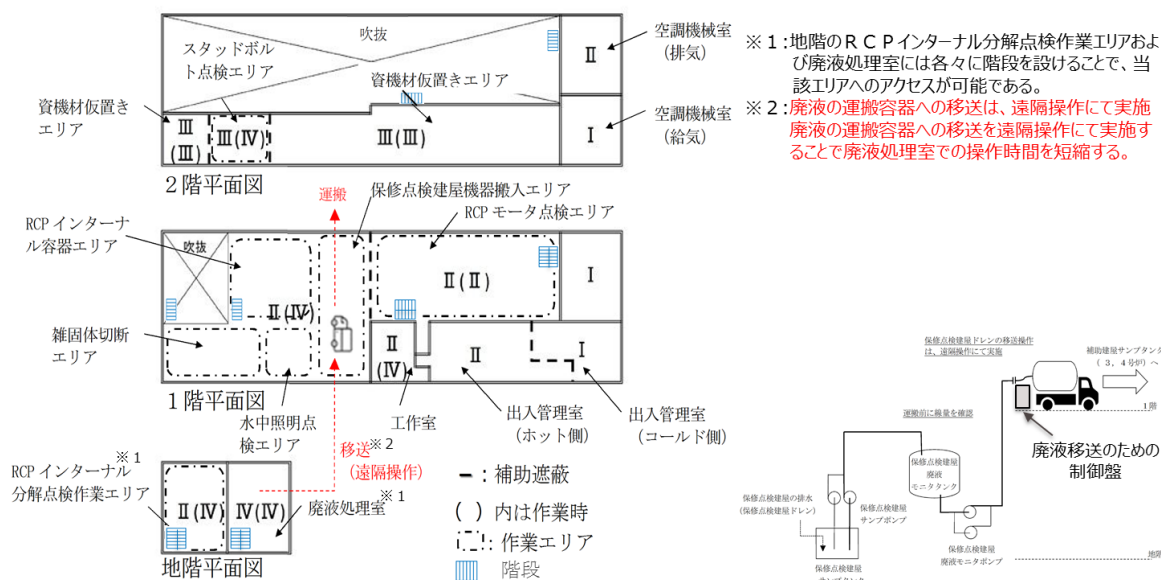 吹抜
スタッドボル
ト点検エリア
資機材仮置きエリア
資機材仮置き
エリア
Ⅲ
(Ⅲ)
Ⅲ(Ⅳ)
Ⅲ(Ⅲ)
Ⅱ
Ⅰ
空調機械室
(排気)
空調機械室
(給気)
2階平面図
※1:地階のRCPインターナル分解点検作業エリアおよ
び廃液処理室には各々に階段を設けることで、当
該エリアへのアクセスが可能である。
※2:廃液の運搬容器への移送は、遠隔操作にて実施
廃液の運搬容器への移送を遠隔操作にて実施す
ることで廃液処理室での操作時間を短縮する。
運搬
保修点検建屋機器搬入エリア
RCPモータ点検エリア
RCPインターナ
ル容器エリア
吹抜
Ⅱ(Ⅳ)
Ⅱ(Ⅱ)
Ⅰ
雑固体切断
エリア
Ⅱ
(Ⅳ)
Ⅱ
Ⅰ
1階平面図
水中照明点
検エリア
工作室
出入管理室
(ホット側)
出入管理室
(コールド側)
移送※2
(遠隔操作)
RCPインターナル※1
分解点検作業エリア
Ⅱ(Ⅳ)
Ⅳ(Ⅳ)
廃液処理室※1
地階平面図
:補助遮蔽
( )内は作業時
:作業エリア
階段
保修点検建屋ドレンの移送操作
は、遠隔操作にて実施
補助建屋サンプタンク
(3,4号炉)へ
1階
運搬前に線量を確認
廃液移送のための
制御盤
保修点検建屋
廃液
モニタタンク
保修点検建屋の排水
(保修点検建屋ドレン)
保修点検建屋
サンプポンプ
保修点検建屋
廃液モニタポンプ
地階
保修点検建屋
サンプタンク